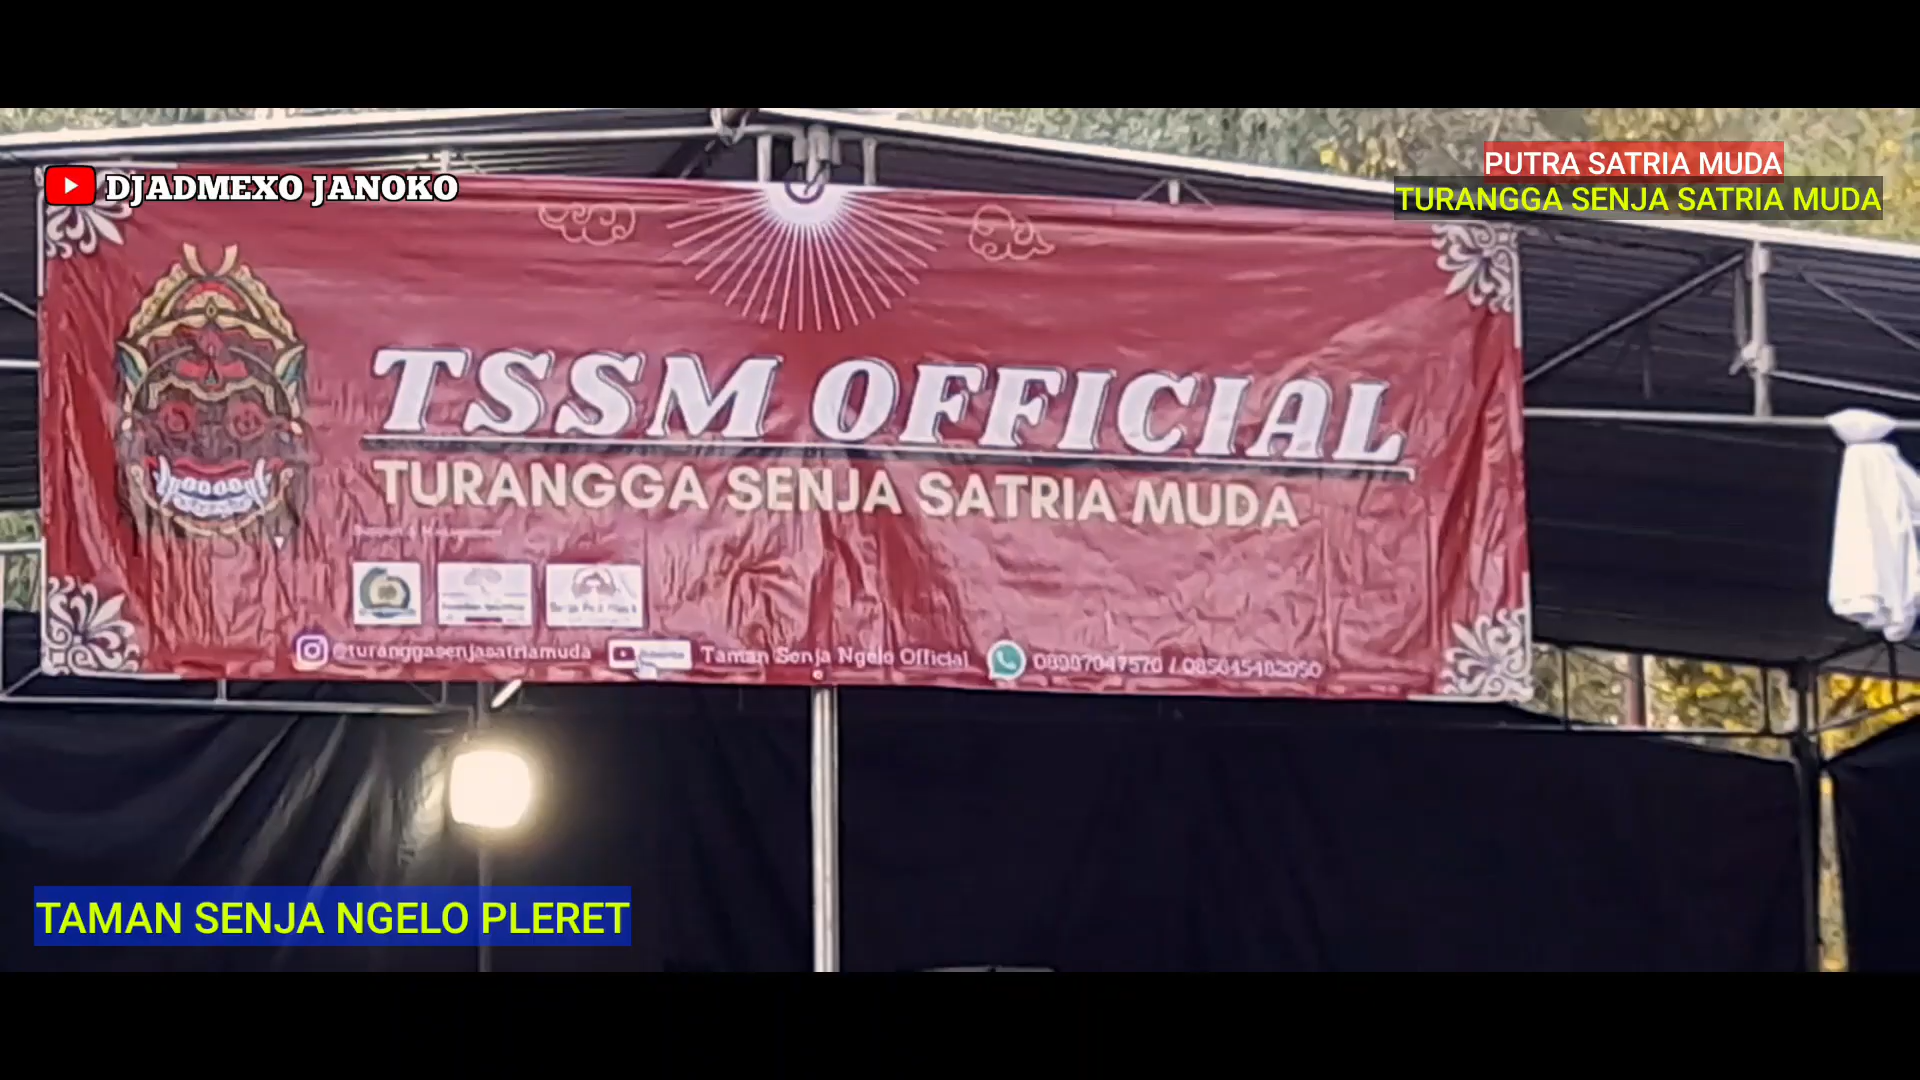 DJADMEXO JANOKO
PUTRA SATRIA MUDA
TURANGGA SENJA SATRIA MUDA
TSSM OFFICIAL
TURANGGA SENJA SATRIA MUDA
@turanggasenjasatriamuda
Taman Senja Ngelo Official
TAMAN SENJA NGELO PLERET